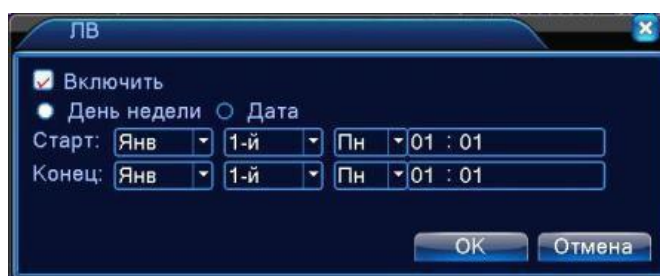 ЛВ
Включить
День недели Дата
Старт: Янв 1-й Пн 01 : 01
Конец: Янв 1-й Пн 01 : 01
OK Отмена